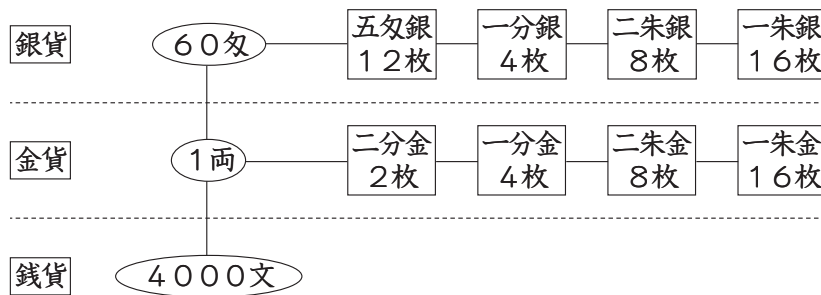 銀貨
60匁
五匁銀
12枚
一分銀
4枚
二朱銀
8枚
一朱銀
16枚
金貨
1両
二分金
2枚
一分金
4枚
二朱金
8枚
一朱金
16枚
銭貨
4000文